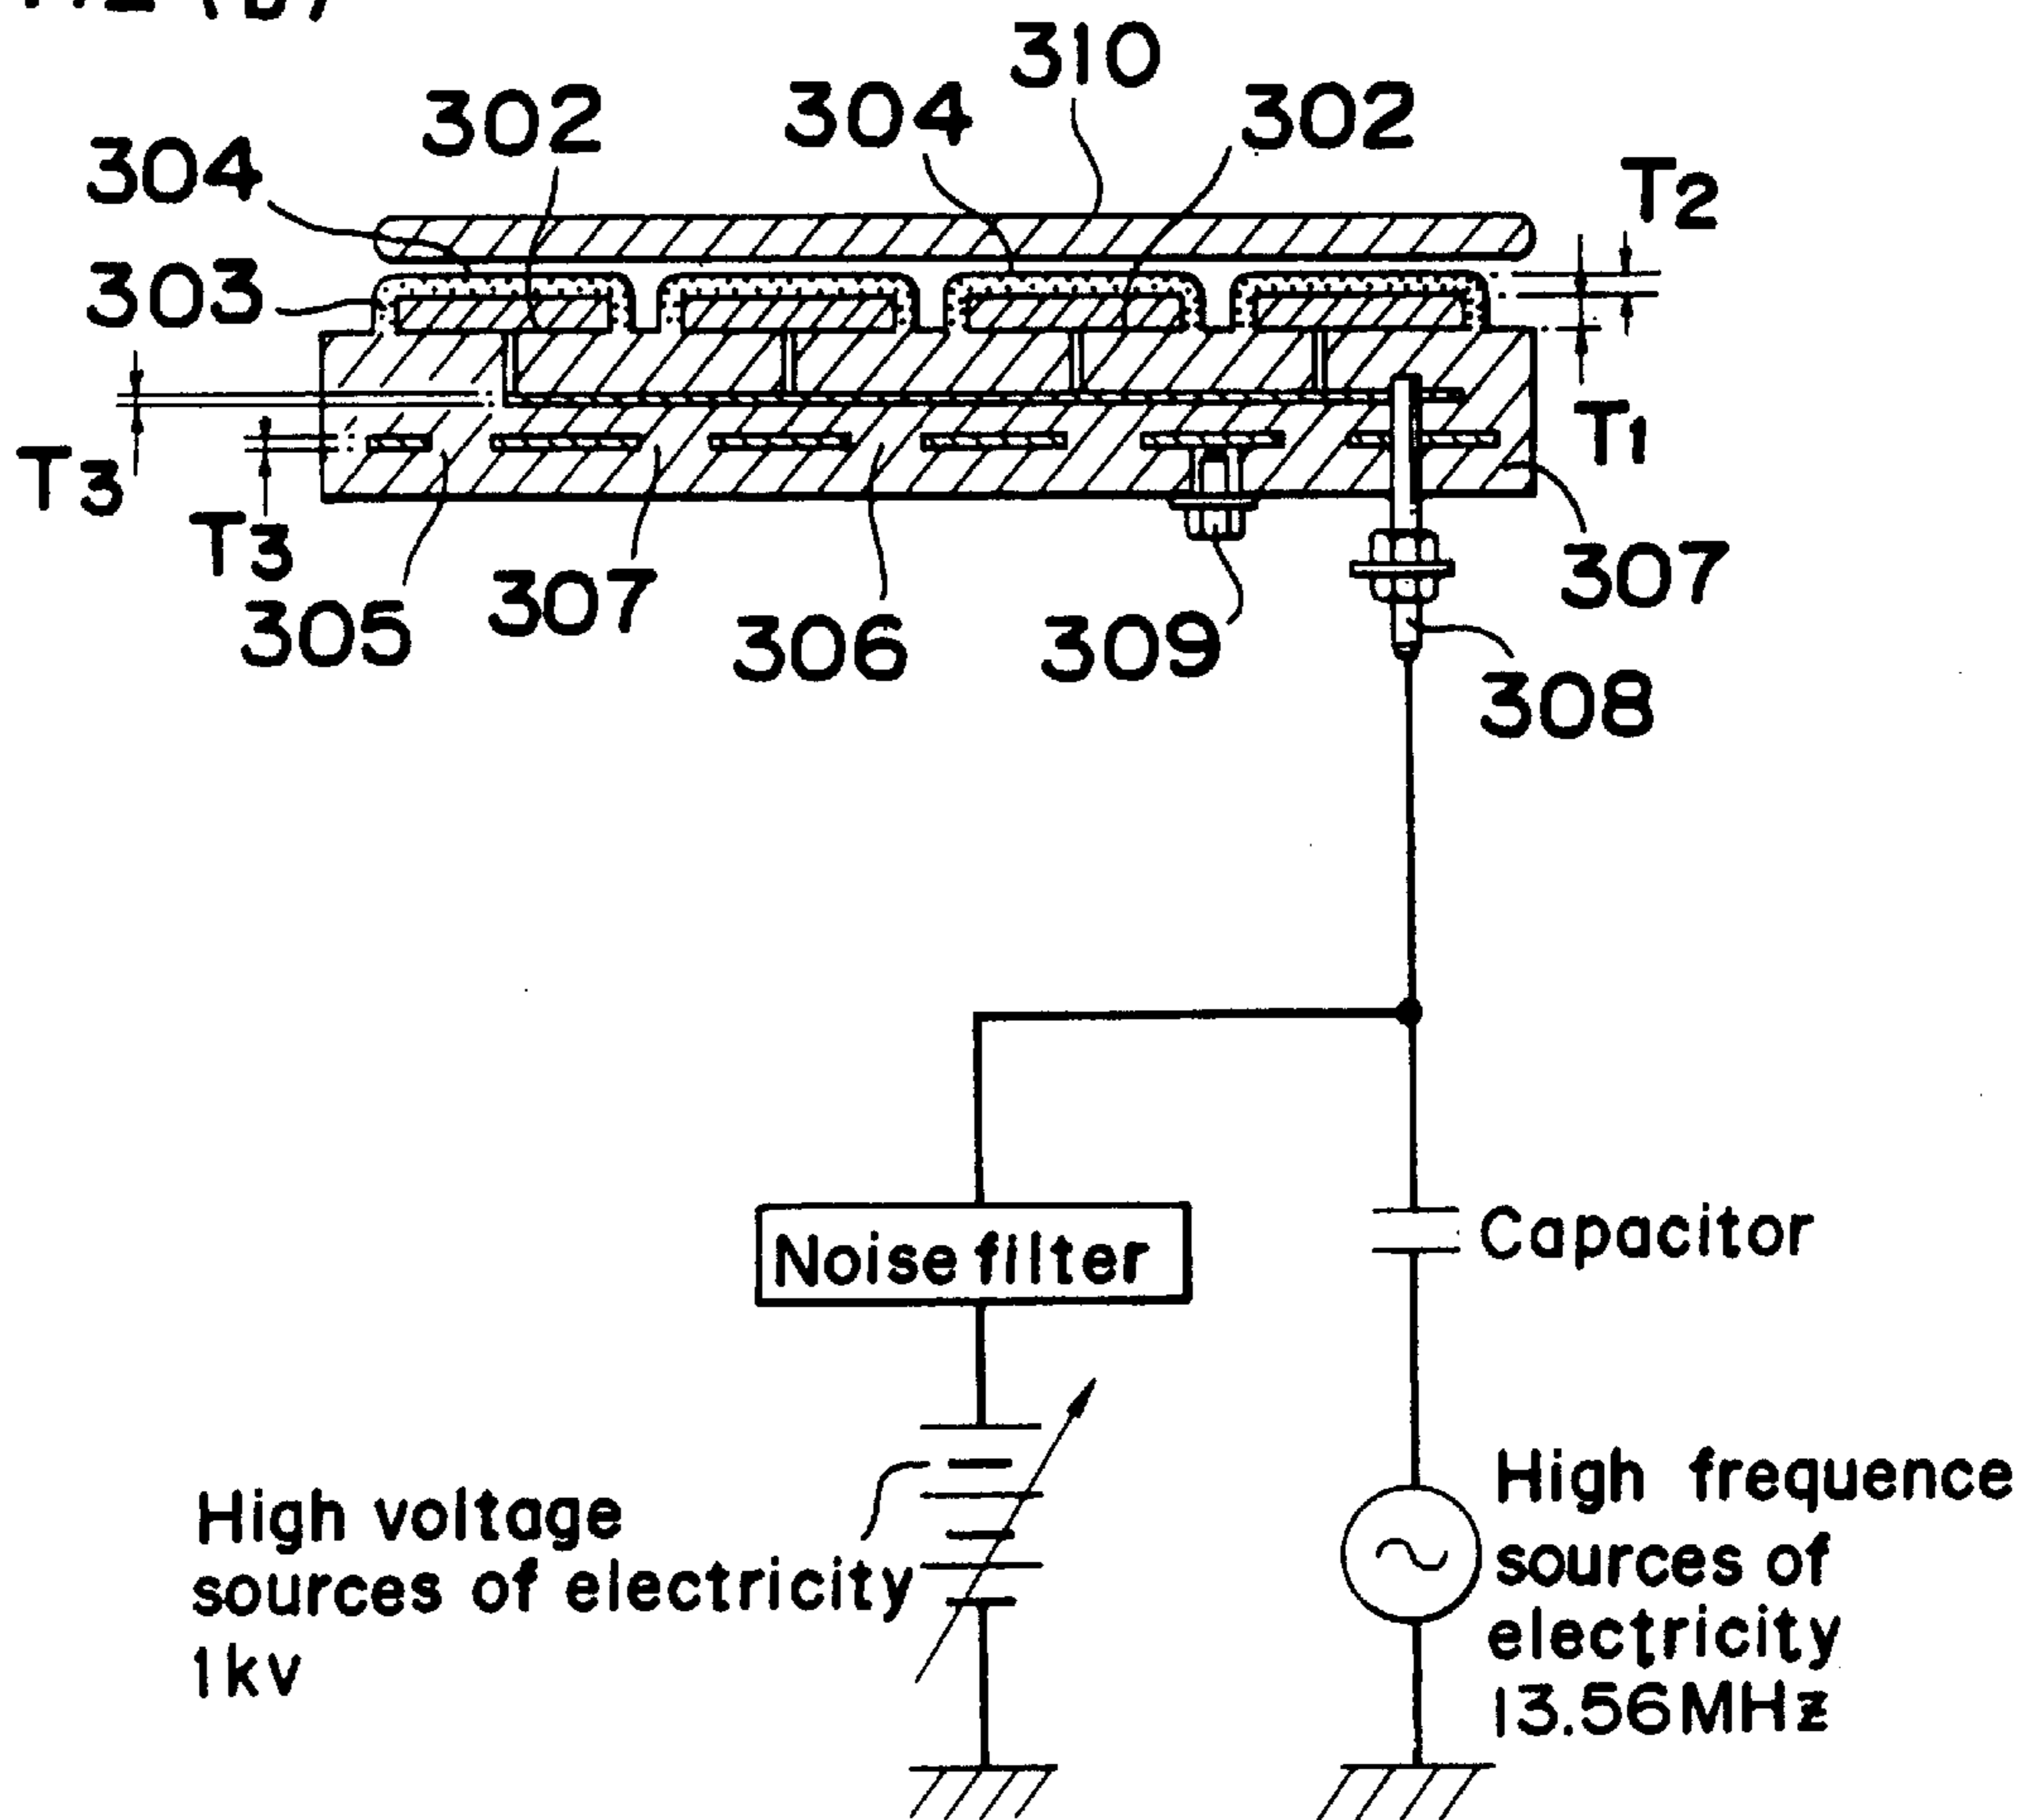 310
302
304
302
304
T2
303
T1
T3
T3
307
305
307
306
309
308
Capacitor
Noise filter
High frequence
sources of
electricity
13.56MHz
High voltage
sources of electricity
1kv